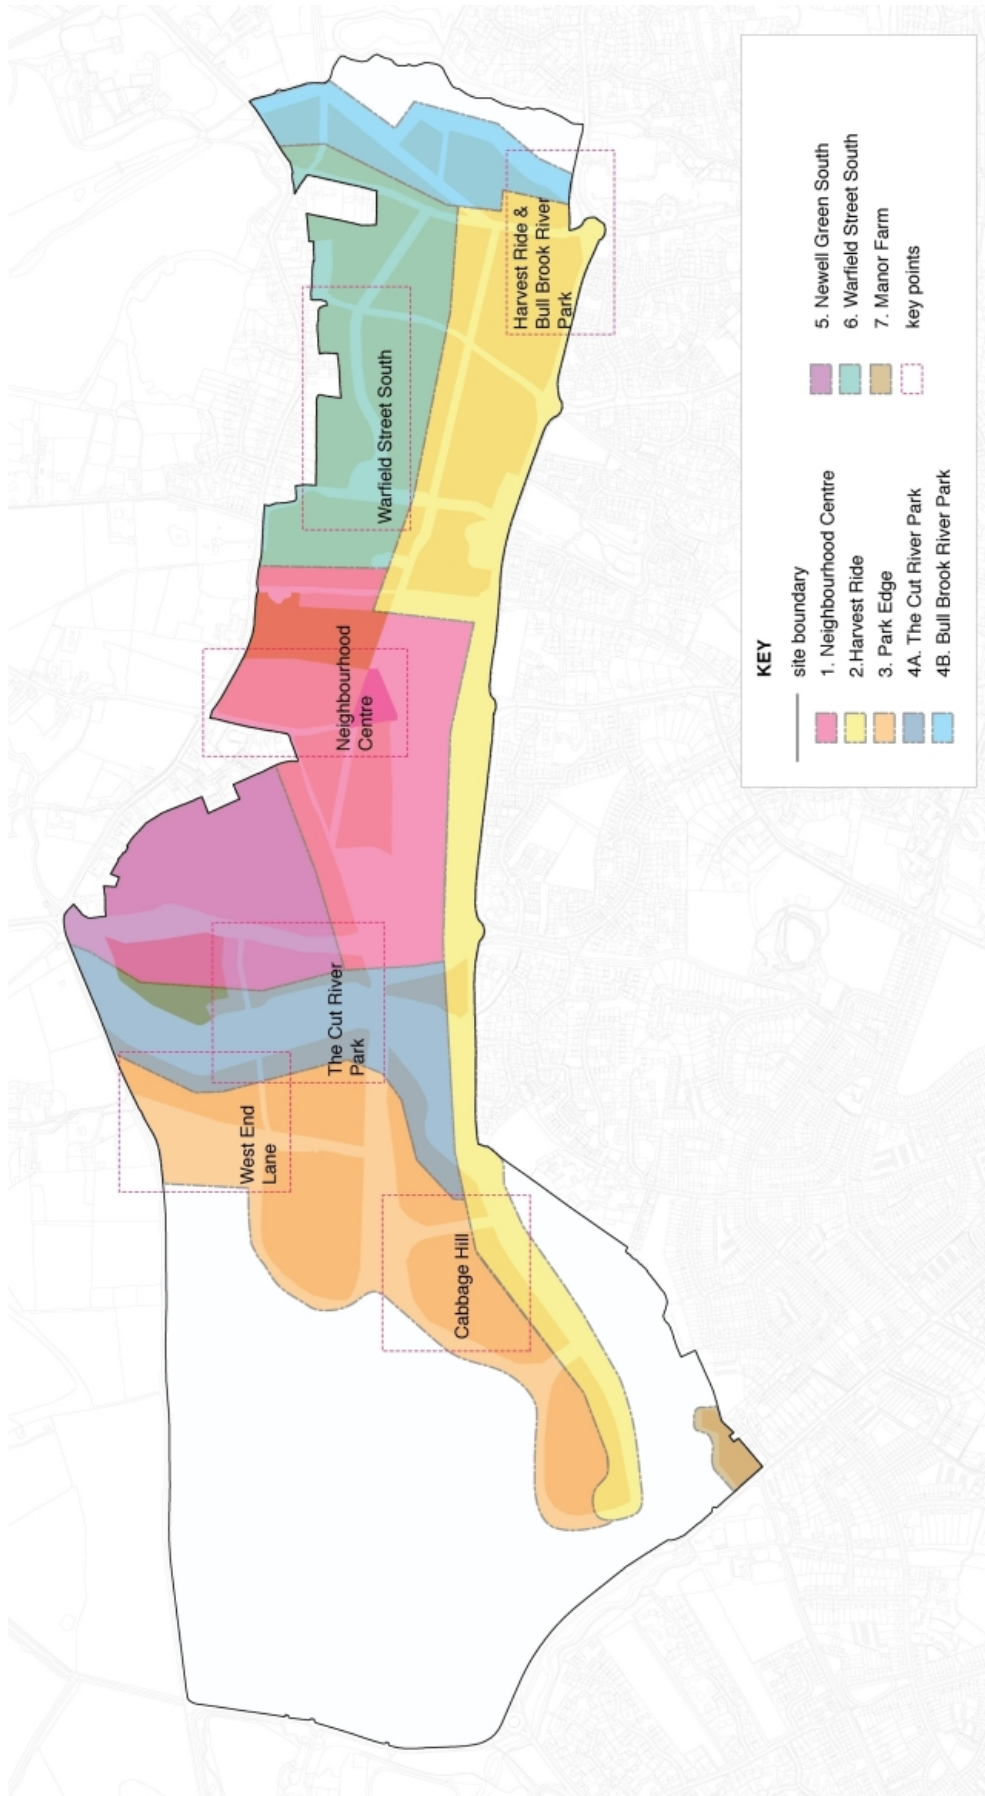 West End
Lane
Cabbage Hill
The Cut River
Park
Neighbourhood
Centre
Warfield Street South
Harvest Ride &
Bull Brook River
Park
KEY
site boundary
1. Neighbourhood Centre
2.Harvest Ride
3. Park Edge
4A. The Cut River Park
4B. Bull Brook River Park
5. Newell Green South
6. Warfield Street South
7. Manor Farm
key points